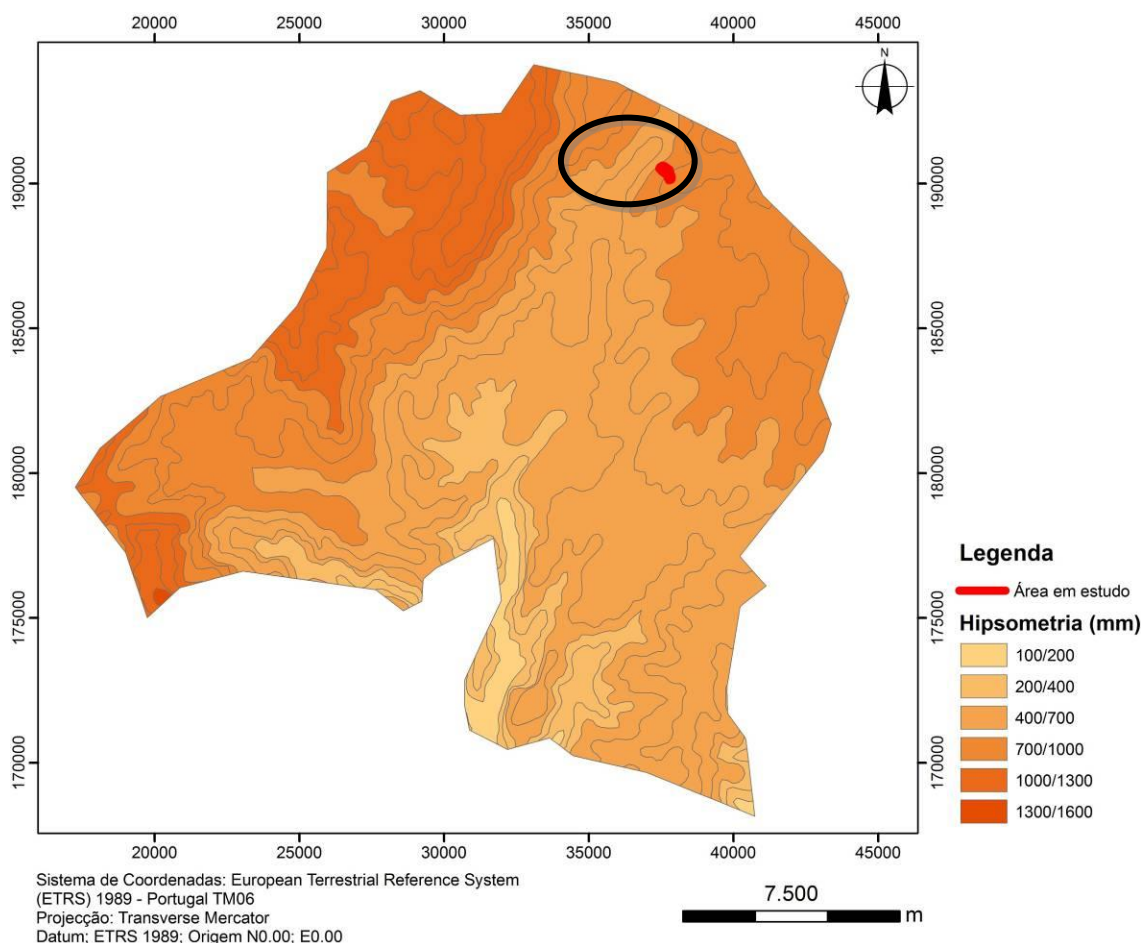 20000 25000 30000 35000 40000 45000
N
190000 190000
185000 185000
180000 180000
175000 175000
170000 170000
20000 25000 30000 35000 40000 45000
Legenda
Área em estudo
Hipsometria (mm)
100/200
200/400
400/700
700/1000
1000/1300
1300/1600
Sistema de Coordenadas: European Terrestrial Reference System
(ETRS) 1989 - Portugal TM06
Projecção: Transverse Mercator
Datum: ETRS 1989; Origem N0.00; E0.00
7.500
m